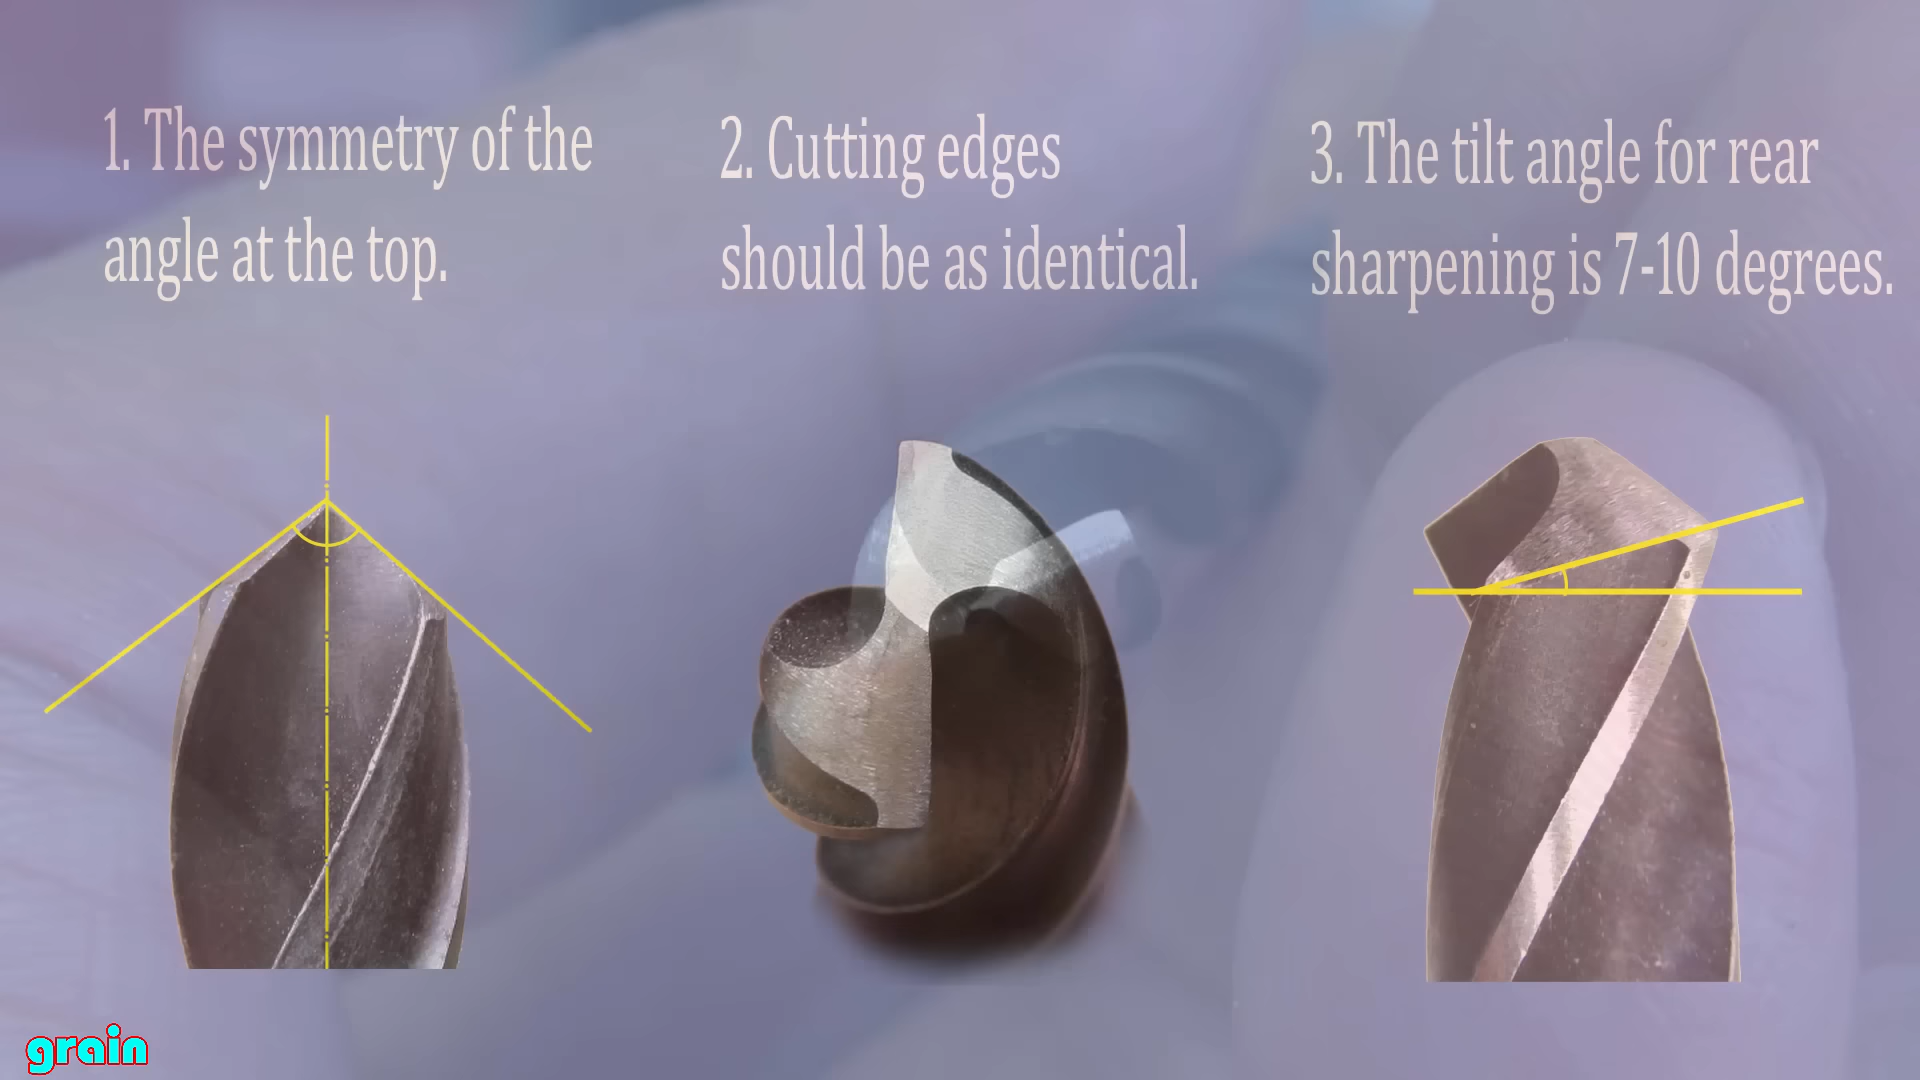 1. The symmetry of the
angle at the top.
2. Cutting edges
should be as identical.
3. The tilt angle for rear
sharpening is 7-10 degrees.
grain